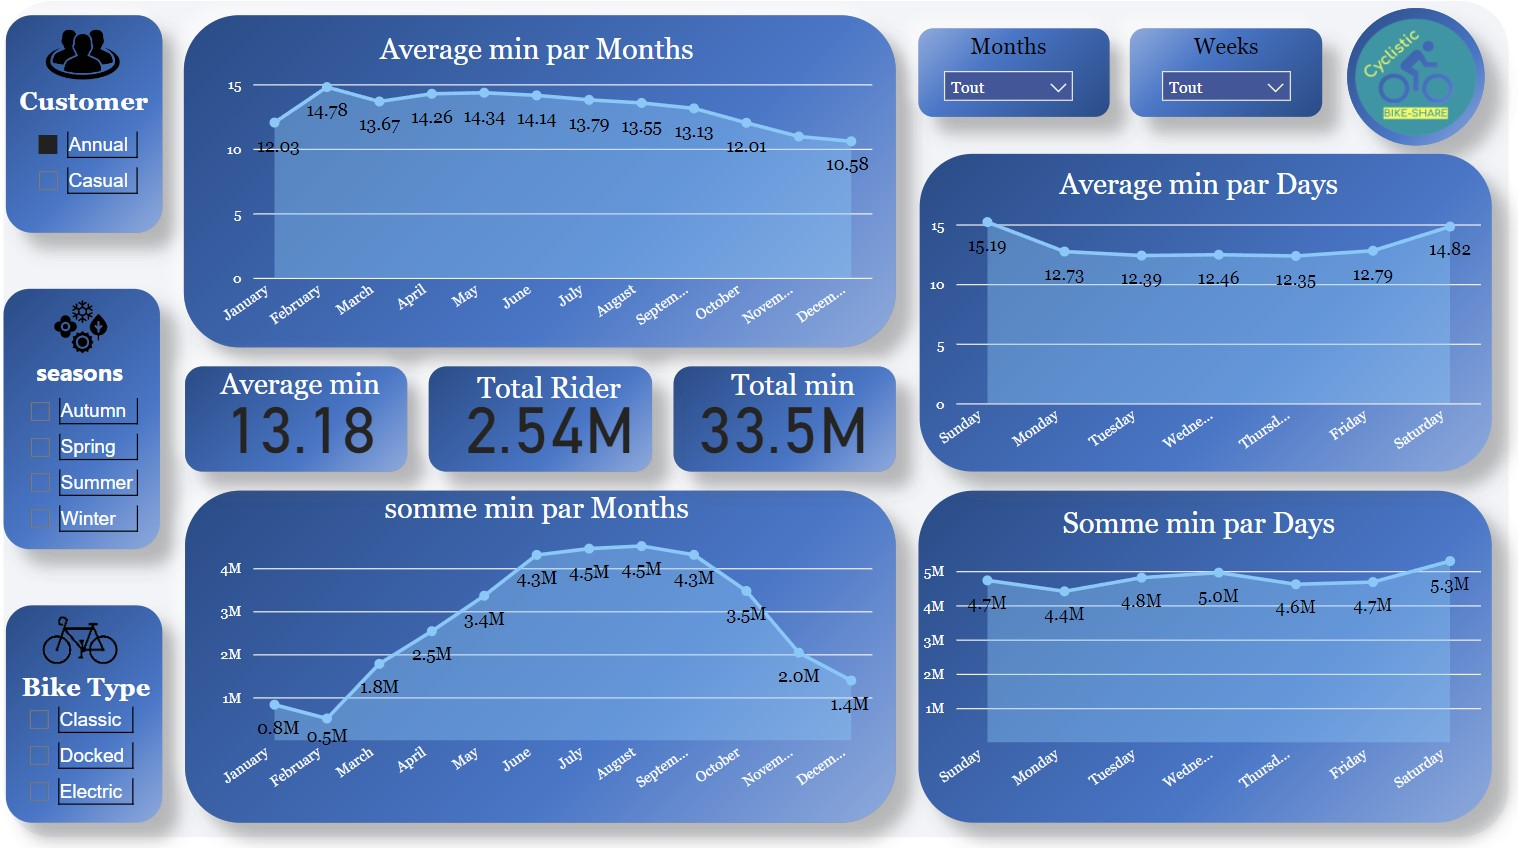 Customer
Annual
Casual
seasons
Autumn
Spring
Summer
Winter
Bike Type
Classic
Docked
Electric
Average min par Months
15
10
5
0
12.03
14.78
13.67
14.26
14.34
14.14
13.79
13.55
13.13
12.01
10.58
January
February
March
April
May
June
July
August
Septem...
October
Novem...
Decem...
Months
Tout
Weeks
Tout
Cyclistic
BIKE-SHARE
Average min par Days
15
10
5
0
15.19
12.73
12.39
12.46
12.35
12.79
14.82
Sunday
Monday
Tuesday
Wedne...
Thursd...
Friday
Saturday
Average min
13.18
Total Rider
2.54M
Total min
33.5M
somme min par Months
4M
3M
2M
1M
0.8M
0.5M
1.8M
2.5M
3.4M
4.3M
4.5M
4.5M
4.3M
3.5M
2.0M
1.4M
January
February
March
April
May
June
July
August
Septem...
October
Novem...
Decem...
Somme min par Days
5M
4M
3M
2M
1M
4.7M
4.4M
4.8M
5.0M
4.6M
4.7M
5.3M
Sunday
Monday
Tuesday
Wedne...
Thursd...
Friday
Saturday